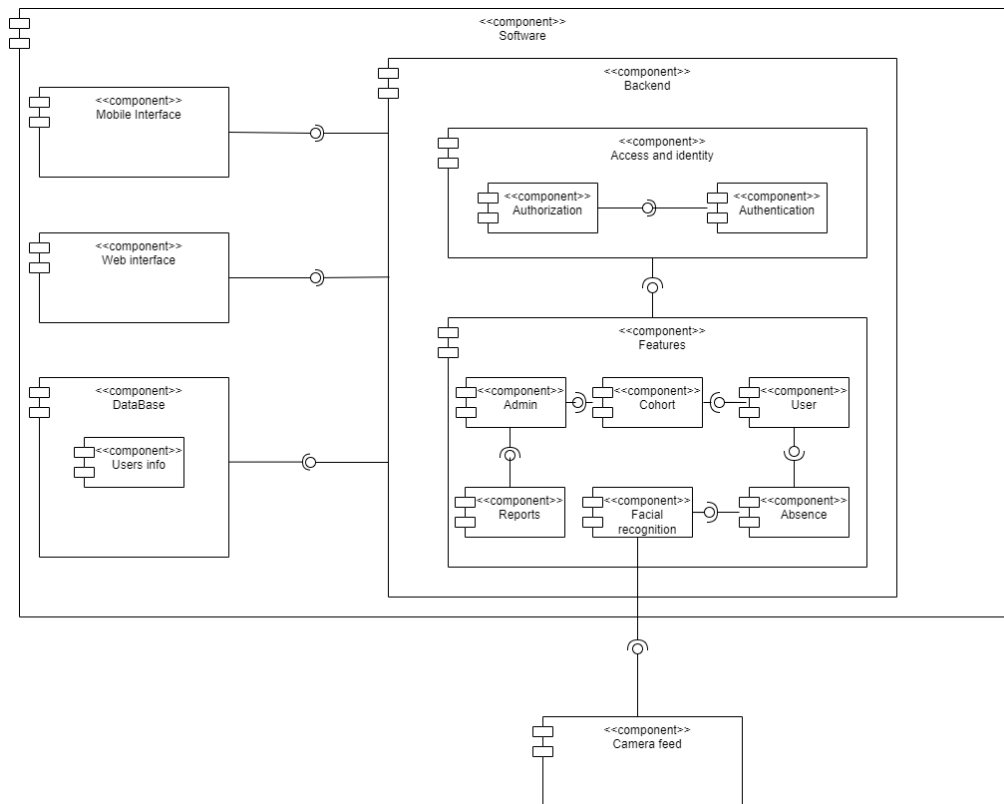 <<component>>
Software
<<component>>
Backend
<<component>>
Mobile Interface
<<component>>
Access and identity
<<component>>
Authorization
<<component>>
Authentication
<<component>>
Web interface
<<component>>
Features
<<component>>
DataBase
<<component>>
Users info
<<component>>
Admin
<<component>>
Cohort
<<component>>
User
<<component>>
Reports
<<component>>
Facial
recognition
<<component>>
Absence
<<component>>
Camera feed